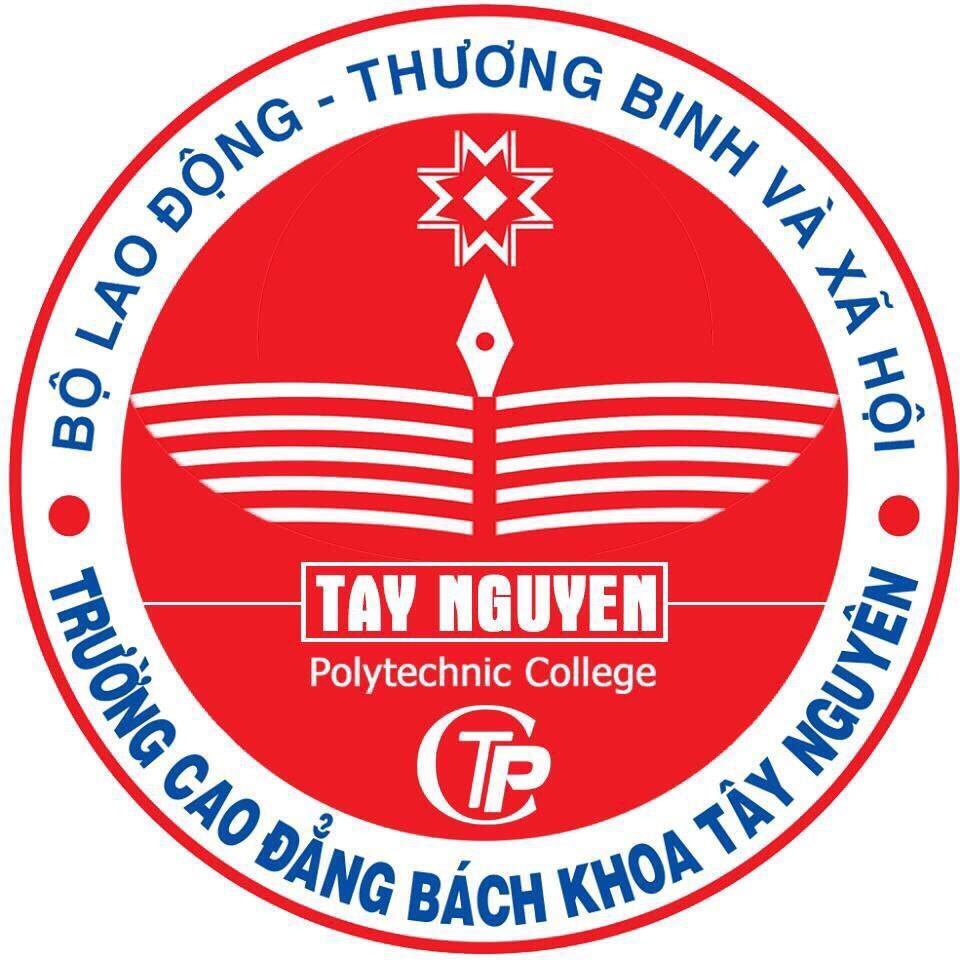 BỘ LAO ĐỘNG - THƯƠNG BINH VÀ XÃ HỘI
TAY NGUYEN
Polytechnic College
CTP
TRƯỜNG CAO ĐẲNG BÁCH KHOA TÂY NGUYÊN